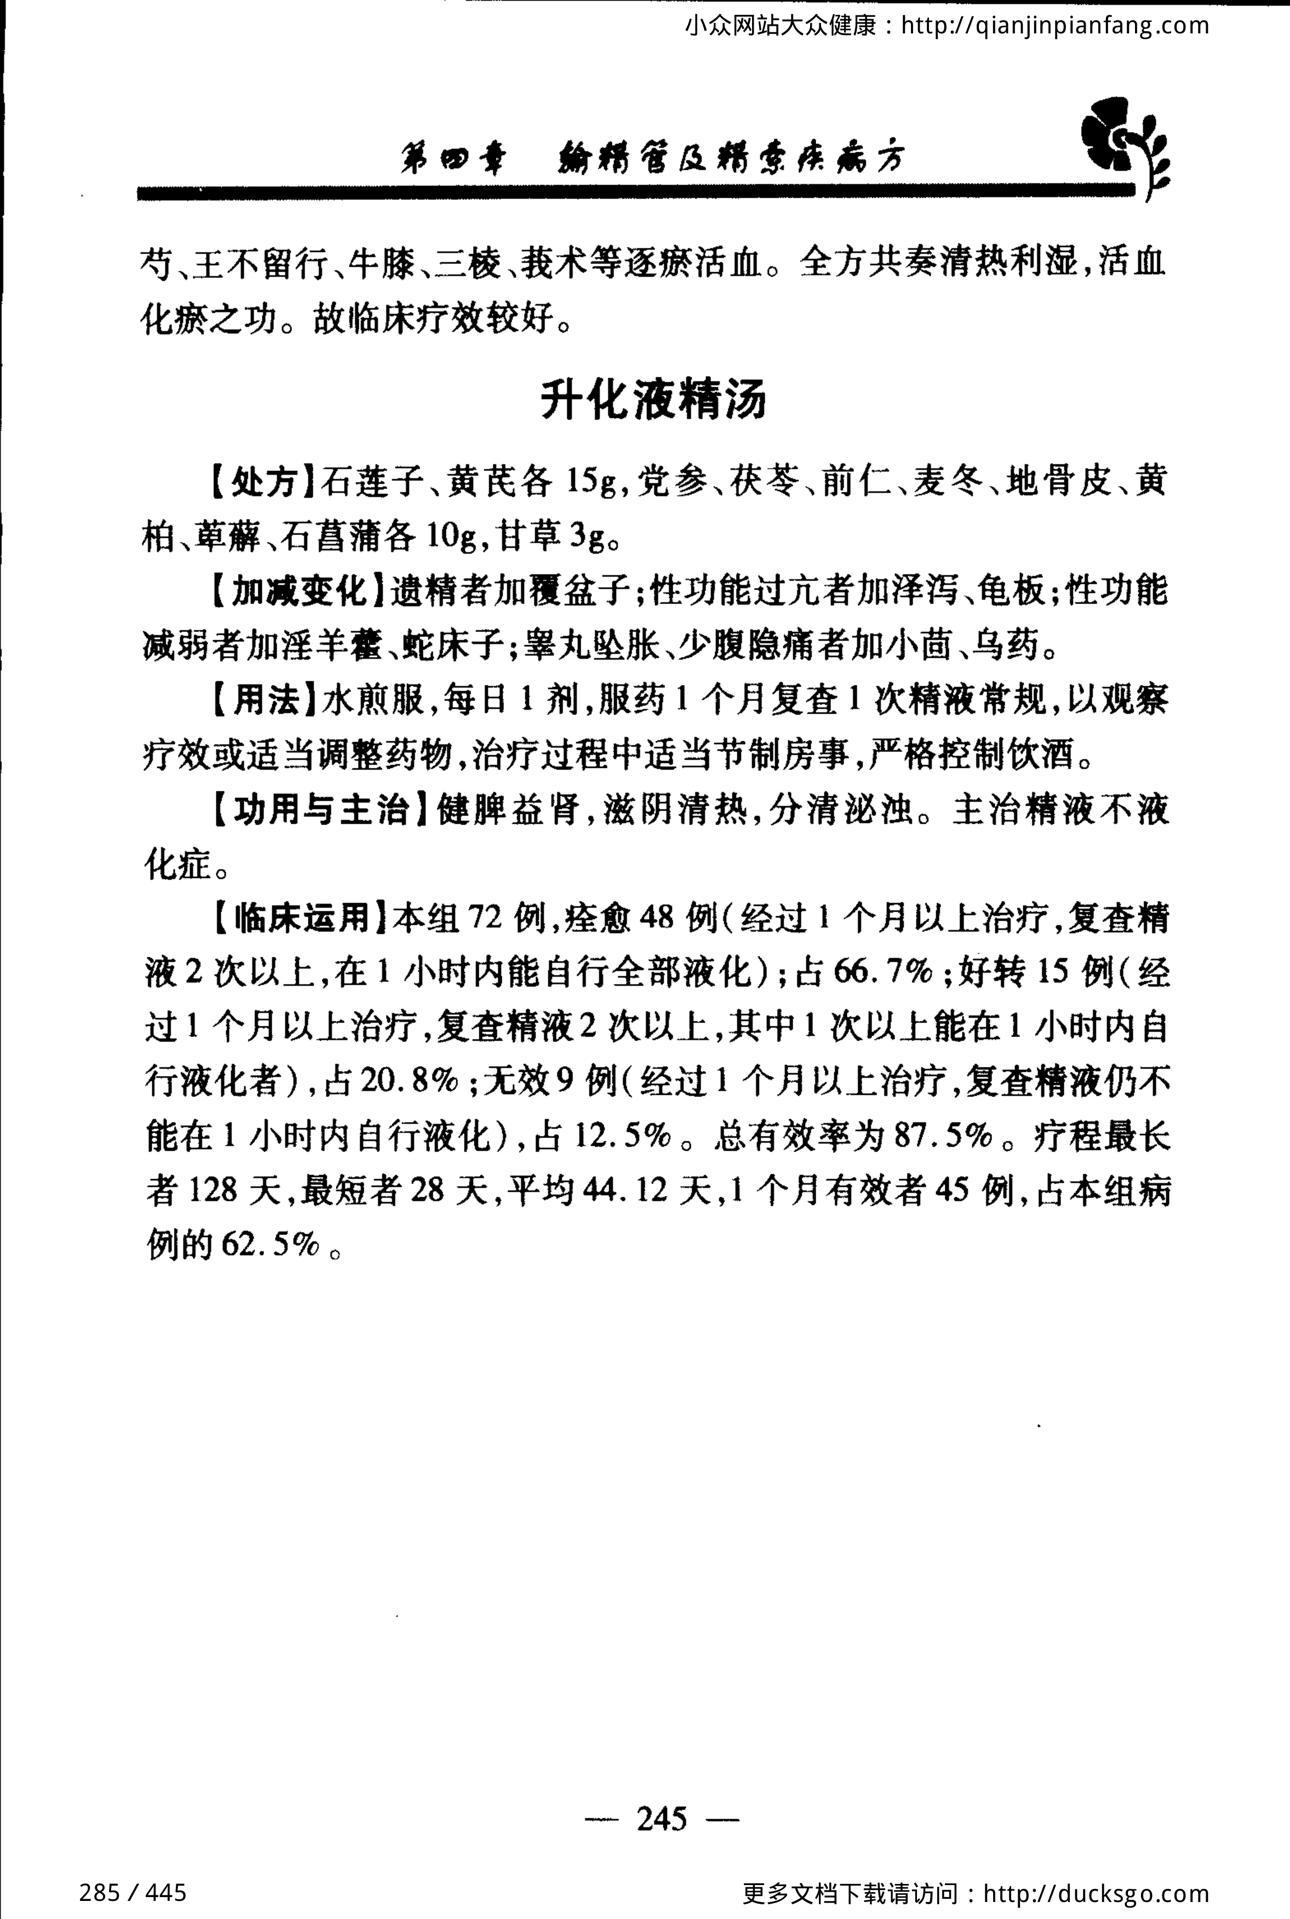 小众网站大众健康：http://qianjinpianfang.com
第四章 输精管及精索疾病方
芍、王不留行、牛膝、三棱、莪术等逐瘀活血。全方共奏清热利湿,活血
化瘀之功。故临床疗效较好。
升化液精汤
【处方】石莲子、黄芪各 15g,党参、茯苓、前仁、麦冬、地骨皮、黄
柏、萆薢、石菖蒲各 10g,甘草 3g。
【加减变化】遗精者加覆盆子;性功能过亢者加泽泻、龟板;性功能
减弱者加淫羊藿、蛇床子;睾丸坠胀、少腹隐痛者加小茴、乌药。
【用法】水煎服,每日 1 剂,服药 1 个月复查 1 次精液常规,以观察
疗效或适当调整药物,治疗过程中适当节制房事,严格控制饮酒。
【功用与主治】健脾益肾,滋阴清热,分清泌浊。主治精液不液
化症。
【临床运用】本组 72 例,痊愈 48 例(经过 1 个月以上治疗,复查精
液 2 次以上,在 1 小时内能自行全部液化);占 66.7%;好转 15 例(经
过 1 个月以上治疗,复查精液 2 次以上,其中 1 次以上能在 1 小时内自
行液化者),占 20.8%;无效 9 例(经过 1 个月以上治疗,复查精液仍不
能在 1 小时内自行液化),占 12.5%。总有效率为 87.5%。疗程最长
者 128 天,最短者 28 天,平均 44.12 天,1 个月有效者 45 例,占本组病
例的 62.5%。
— 245 —
285 / 445
更多文档下载请访问：http://ducksgo.com